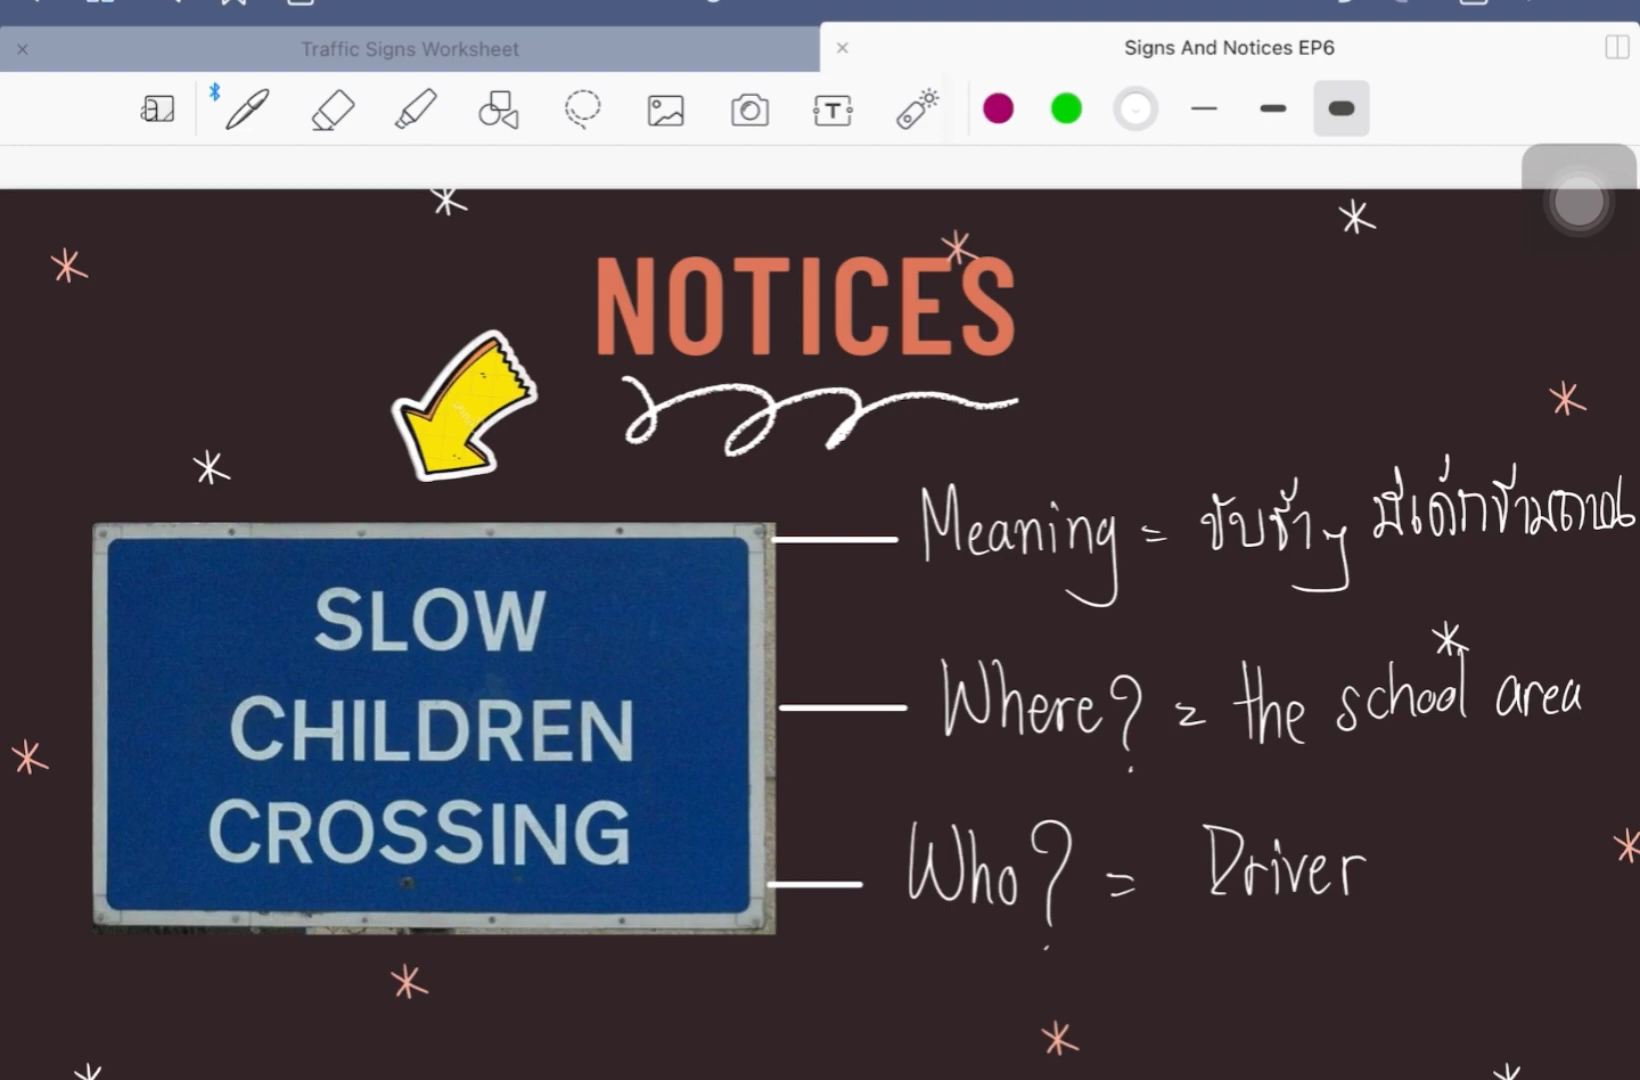 Traffic Signs Worksheet
Signs And Notices EP6
NOTICES
SLOW
CHILDREN
CROSSING
Meaning = ขับช้าๆ มีเด็กข้ามถนน
Where? = the school area
Who? = Driver